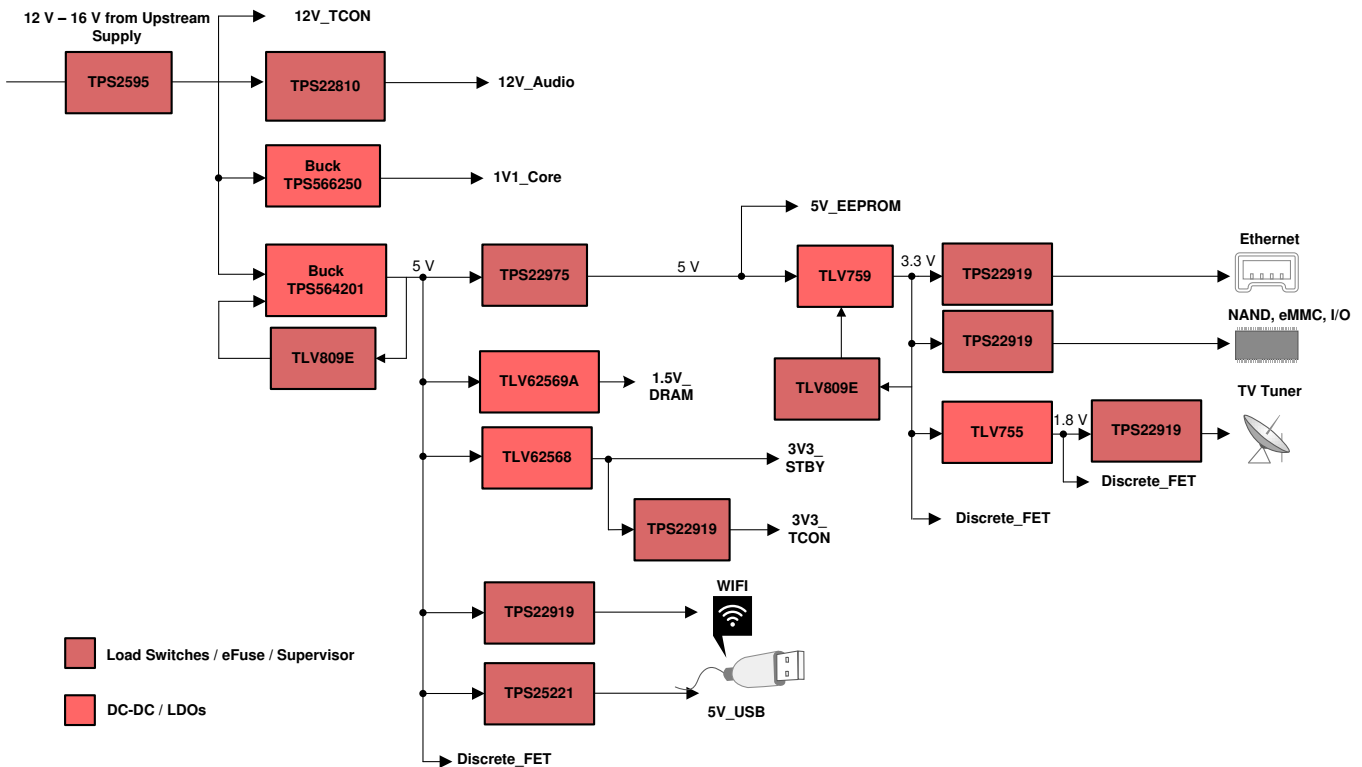 12 V – 16 V from Upstream
Supply
12V_TCON
TPS2595
TPS22810
12V_Audio
Buck
TPS566250
1V1_Core
5V_EEPROM
Buck
TPS564201
5 V
TPS22975
5 V
TLV759
3.3 V
TPS22919
Ethernet
TLV809E
TPS22919
NAND, eMMC, I/O
TLV62569A
1.5V_
DRAM
TLV809E
TV Tuner
TLV755
1.8 V
TPS22919
TLV62568
3V3_
STBY
Discrete_FET
Discrete_FET
TPS22919
3V3_
TCON
TPS22919
WIFI
Load Switches / eFuse / Supervisor
TPS25221
5V_USB
DC-DC / LDOs
Discrete_FET